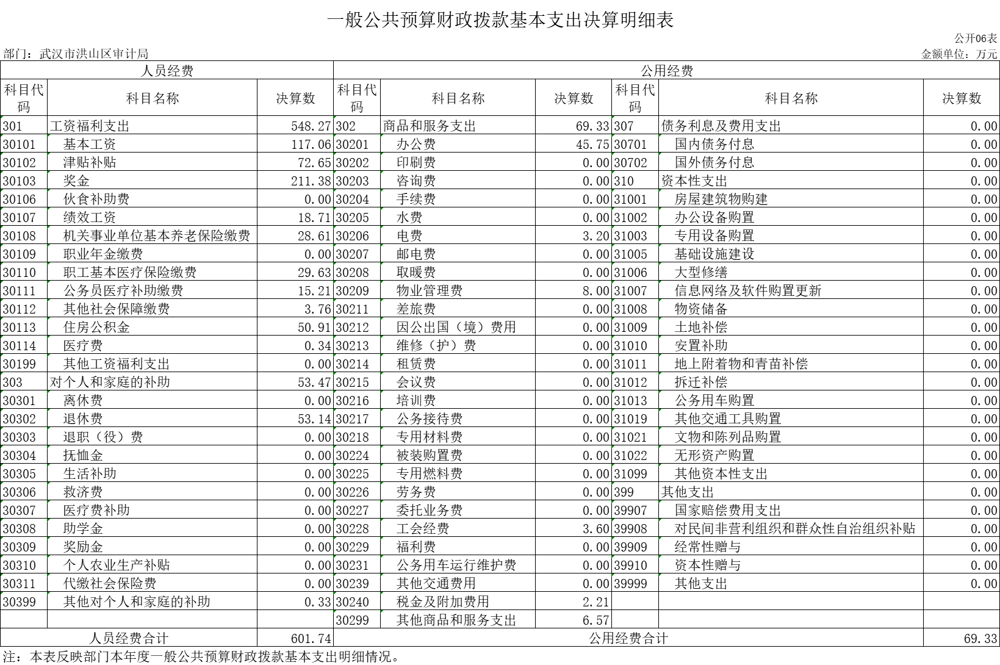 一般公共预算财政拨款基本支出决算明细表
公开06表
部门：武汉市洪山区审计局 金额单位：万元
人员经费 公用经费
科目代码 科目名称 决算数 科目代码 科目名称 决算数 科目代码 科目名称 决算数
301 工资福利支出 548.27 302 商品和服务支出 69.33 307 债务利息及费用支出 0.00
30101 基本工资 117.06 30201 办公费 45.75 30701 国内债务付息 0.00
30102 津贴补贴 72.65 30202 印刷费 0.00 30702 国外债务付息 0.00
30103 奖金 211.38 30203 咨询费 0.00 310 资本性支出 0.00
30106 伙食补助费 0.00 30204 手续费 0.00 31001 房屋建筑物购建 0.00
30107 绩效工资 18.71 30205 水费 0.00 31002 办公设备购置 0.00
30108 机关事业单位基本养老保险缴费 28.61 30206 电费 3.20 31003 专用设备购置 0.00
30109 职业年金缴费 0.00 30207 邮电费 0.00 31005 基础设施建设 0.00
30110 职工基本医疗保险缴费 29.63 30208 取暖费 0.00 31006 大型修缮 0.00
30111 公务员医疗补助缴费 15.21 30209 物业管理费 8.00 31007 信息网络及软件购置更新 0.00
30112 其他社会保障缴费 3.76 30211 差旅费 0.00 31008 物资储备 0.00
30113 住房公积金 50.91 30212 因公出国（境）费用 0.00 31009 土地补偿 0.00
30114 医疗费 0.34 30213 维修（护）费 0.00 31010 安置补助 0.00
30199 其他工资福利支出 0.00 30214 租赁费 0.00 31011 地上附着物和青苗补偿 0.00
303 对个人和家庭的补助 53.47 30215 会议费 0.00 31012 拆迁补偿 0.00
30301 离休费 0.00 30216 培训费 0.00 31013 公务用车购置 0.00
30302 退休费 53.14 30217 公务接待费 0.00 31019 其他交通工具购置 0.00
30303 退职（役）费 0.00 30218 专用材料费 0.00 31021 文物和陈列品购置 0.00
30304 抚恤金 0.00 30224 被装购置费 0.00 31022 无形资产购置 0.00
30305 生活补助 0.00 30225 专用燃料费 0.00 31099 其他资本性支出 0.00
30306 救济费 0.00 30226 劳务费 0.00 399 其他支出 0.00
30307 医疗费补助 0.00 30227 委托业务费 0.00 39907 国家赔偿费用支出 0.00
30308 助学金 0.00 30228 工会经费 3.60 39908 对民间非营利组织和群众性自治组织补贴 0.00
30309 奖励金 0.00 30229 福利费 0.00 39909 经常性赠与 0.00
30310 个人农业生产补贴 0.00 30231 公务用车运行维护费 0.00 39910 资本性赠与 0.00
30311 代缴社会保险费 0.00 30239 其他交通费用 0.00 39999 其他支出 0.00
30399 其他对个人和家庭的补助 0.33 30240 税金及附加费用 2.21
30299 其他商品和服务支出 6.57
人员经费合计 601.74 公用经费合计 69.33
注：本表反映部门本年度一般公共预算财政拨款基本支出明细情况。